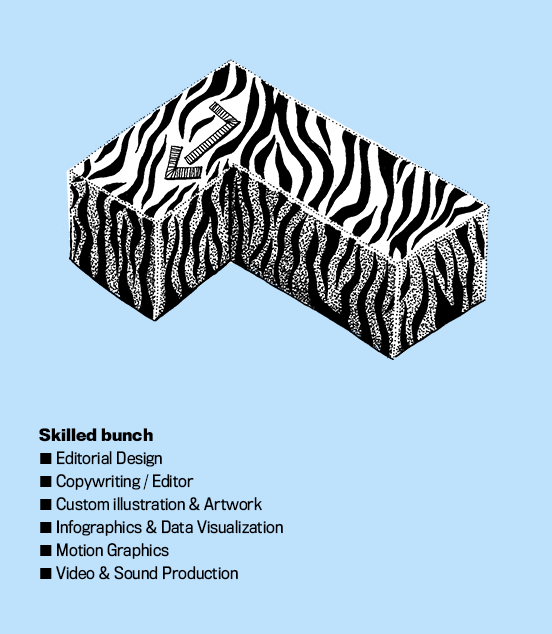 Skilled bunch
■ Editorial Design
■ Copywriting / Editor
■ Custom illustration & Artwork
■ Infographics & Data Visualization
■ Motion Graphics
■ Video & Sound Production